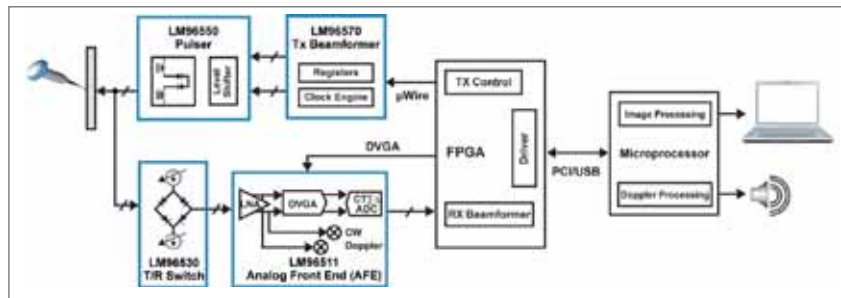 LM96550
Pulser
Level
Shifter
LM96570
Tx Beamformer
Registers
Clock Engine
µWire
TX Control
FPGA
Driver
RX Beamformer
DVGA
PCI/USB
Image Processing
Microprocessor
Doppler Processing
LM96530
T/R Switch
LNA
DVGA
ADC
CW
Doppler
LM96511
Analog Front End (AFE)